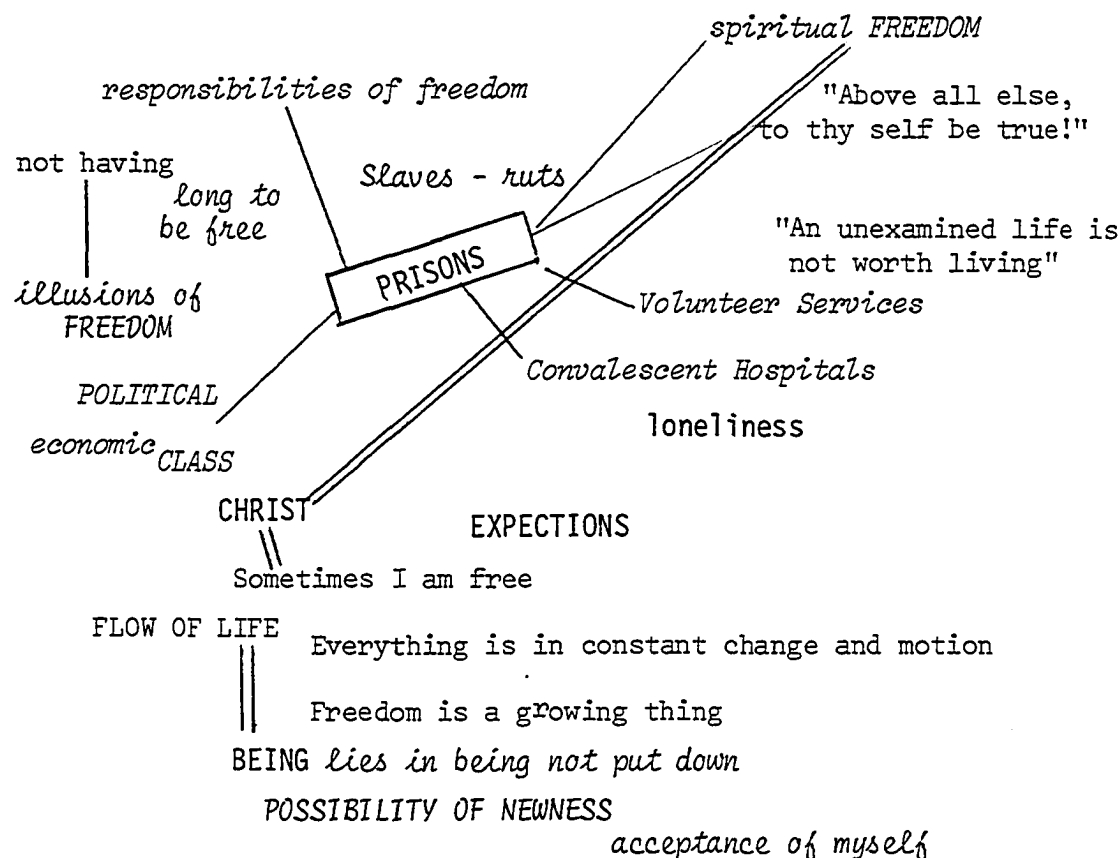 spiritual FREEDOM
responsibilities of freedom
"Above all else,
to thy self be true!"
not having
Slaves - ruts
long to
be free
"An unexamined life is
not worth living"
PRISONS
illusions of
FREEDOM
Volunteer Services
Convalescent Hospitals
POLITICAL
loneliness
economic CLASS
CHRIST
EXPECTIONS
Sometimes I am free
FLOW OF LIFE
Everything is in constant change and motion
Freedom is a growing thing
BEING lies in being not put down
POSSIBILITY OF NEWNESS
acceptance of myself